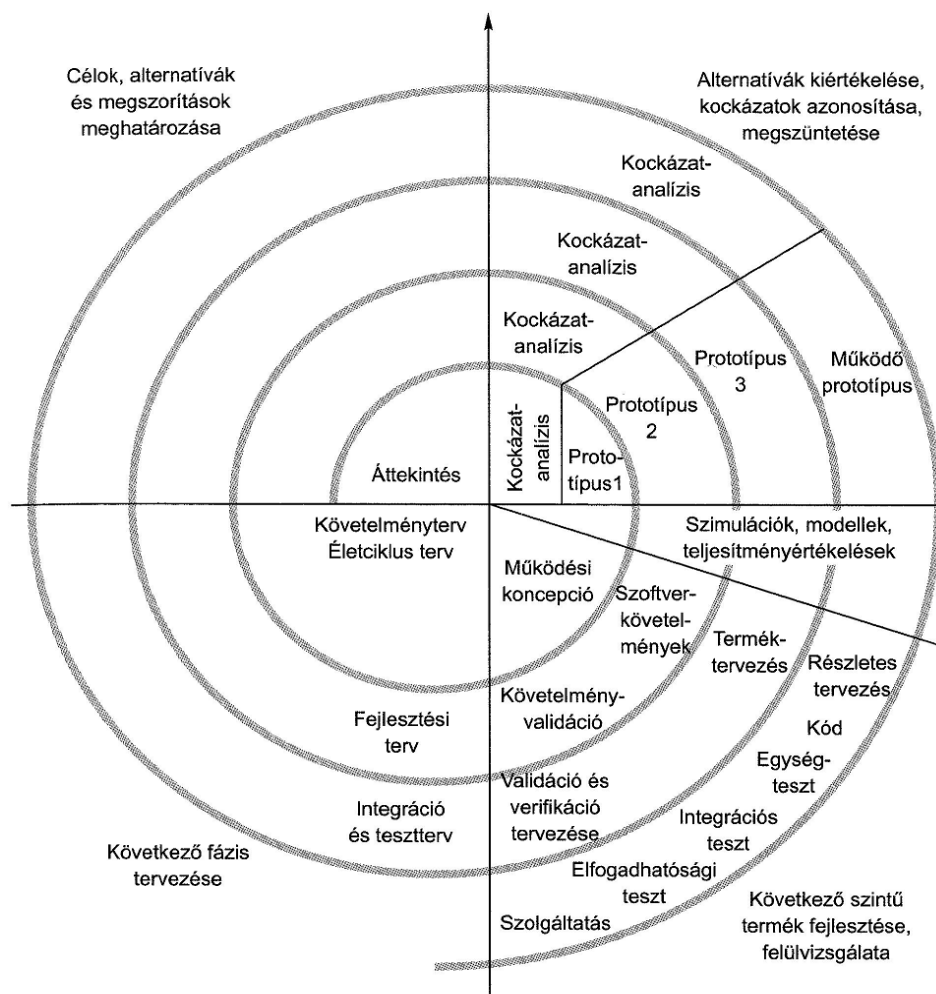 Célok, alternatívák
és megszorítások
meghatározása
Alternatívák kiértékelése,
kockázatok azonosítása,
megszüntetése
Kockázat-
analízis
Kockázat-
analízis
Kockázat-
analízis
Kockázat-
analízis
Proto-
típus1
Prototípus
2
Prototípus
3
Működő
prototípus
Áttekintés
Követelményterv
Életciklus terv
Szimulációk, modellek,
teljesítményértékelések
Működési
koncepció
Szoftver-
követel-
mények
Termék-
tervezés
Részletes
tervezés
Követelmény-
validáció
Kód
Fejlesztési
terv
Egység-
teszt
Integráció
és tesztterv
Validáció és
verifikáció
tervezése
Integrációs
teszt
Elfogadhatósági
teszt
Szolgáltatás
Következő fázis
tervezése
Következő szintű
termék fejlesztése,
felülvizsgálata